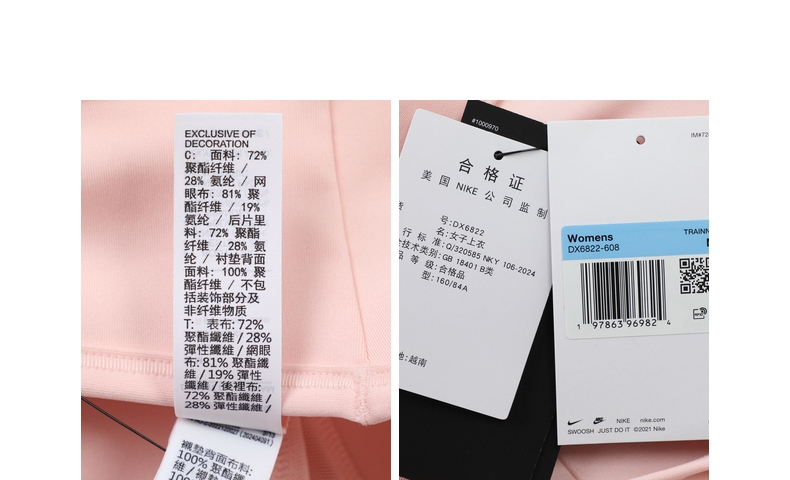 EXCLUSIVE OF
DECORATION
C: 面料: 72%
聚酯纤维 /
28% 氨纶 / 网
眼布: 81% 聚
酯纤维 / 19%
氨纶 / 后片里
料: 72% 聚酯
纤维 / 28% 氨
纶 / 衬垫背面
面料: 100% 聚
酯纤维 / 不包
括装饰部分及
非纤维物质
T: 表布: 72%
聚酯纖維 / 28%
彈性纖維 / 網眼
布: 81% 聚酯纖
維 / 19% 彈性
纖維 / 後裡布:
72% 聚酯纖維 /
28% 彈性纖維 /
襯墊背面布料:
100% 聚酯纖
維 /
#1000970
合格证
美国 NIKE 公司监制
号: DX6822
名: 女子上衣
行标准: Q/320585 NKY 106-2024
技术类别: GB 18401 B类
品等级: 合格品
型: 160/84A
地: 越南
Womens
DX6822-608
1 97863 96982 4
NIKE nike.com
SWOOSH JUST DO IT ©2021 Nike